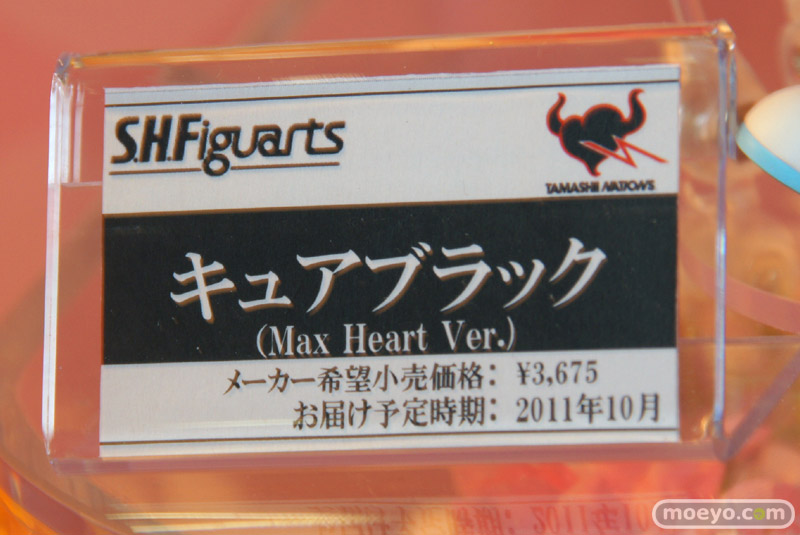 S.H.Figuarts
TAMASHII NATIONS
キュアブラック
(Max Heart Ver.)
メーカー希望小売価格: ¥3,675
お届け予定時期: 2011年10月
moeyo.com